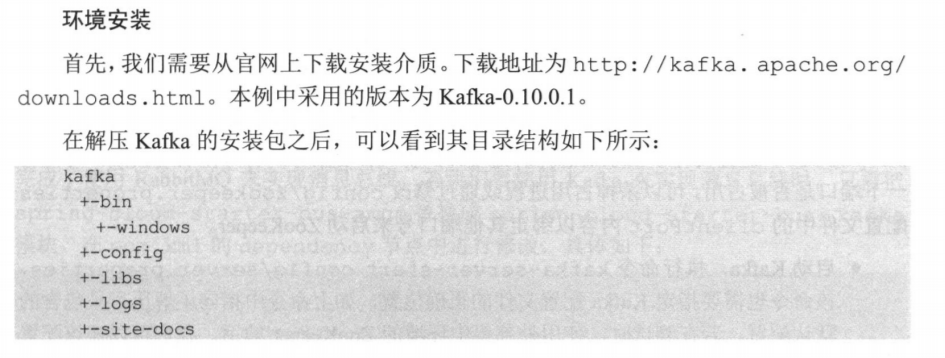 环境安装
首先,我们需要从官网上下载安装介质。下载地址为 http://kafka.apache.org/
downloads.html。本例中采用的版本为 Kafka-0.10.0.1。
在解压 Kafka 的安装包之后，可以看到其目录结构如下所示：
kafka
+-bin
+-windows
+-config
+-libs
+-logs
+-site-docs